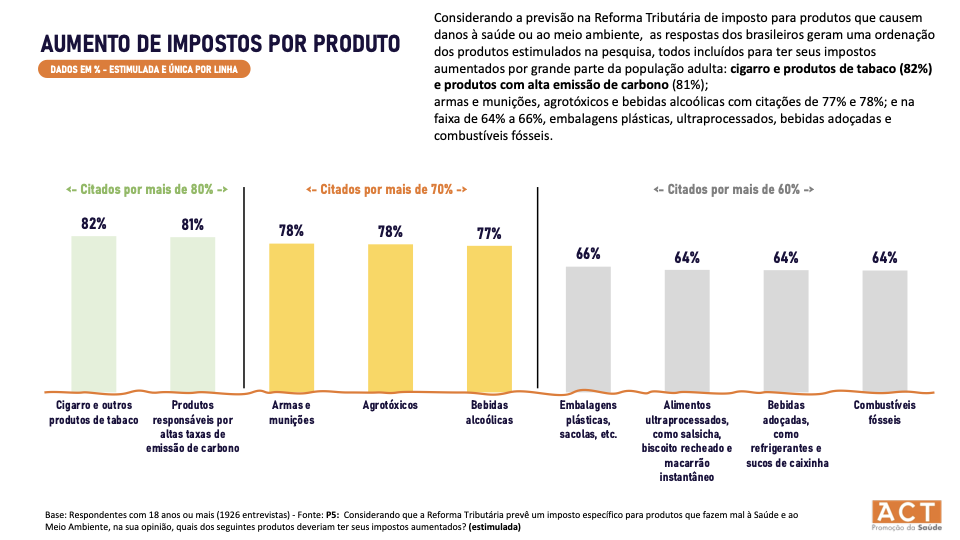 AUMENTO DE IMPOSTOS POR PRODUTO
DADOS EM % - ESTIMULADA E ÚNICA POR LINHA
Considerando a previsão na Reforma Tributária de imposto para produtos que causem
danos à saúde ou ao meio ambiente, as respostas dos brasileiros geram uma ordenação
dos produtos estimulados na pesquisa, todos incluídos para ter seus impostos
aumentados por grande parte da população adulta: cigarro e produtos de tabaco (82%)
e produtos com alta emissão de carbono (81%);
armas e munições, agrotóxicos e bebidas alcoólicas com citações de 77% e 78%; e na
faixa de 64% a 66%, embalagens plásticas, ultraprocessados, bebidas adoçadas e
combustíveis fósseis.
<- Citados por mais de 80% ->
<- Citados por mais de 70% ->
<- Citados por mais de 60% ->
82%
81%
78%
78%
77%
66%
64%
64%
64%
Cigarro e outros
produtos de tabaco
Produtos
responsáveis por
altas taxas de
emissão de carbono
Armas e
munições
Agrotóxicos
Bebidas
alcoólicas
Embalagens
plásticas,
sacolas, etc.
Alimentos
ultraprocessados,
como salsicha,
biscoito recheado e
macarrão
instantâneo
Bebidas
adoçadas,
como
refrigerantes e
sucos de caixinha
Combustíveis
fósseis
Base: Respondentes com 18 anos ou mais (1926 entrevistas) - Fonte: P5: Considerando que a Reforma Tributária prevê um imposto específico para produtos que fazem mal à Saúde e ao
Meio Ambiente, na sua opinião, quais dos seguintes produtos deveriam ter seus impostos aumentados? (estimulada)
ACT
Promoção da Saúde